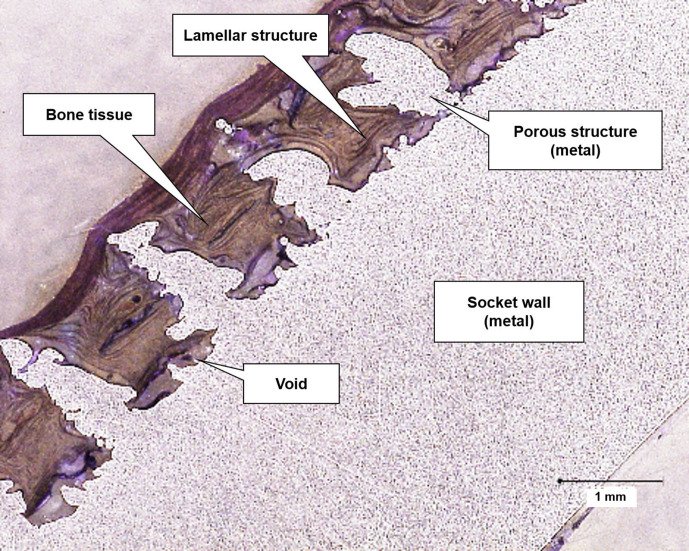 Lamellar structure
Bone tissue
Porous structure
(metal)
Socket wall
(metal)
Void
1 mm